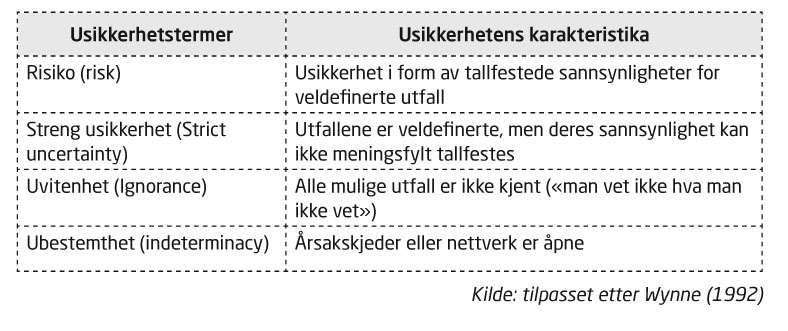 Usikkerhetstermer
Usikkerhetens karakteristika
Risiko (risk)
Usikkerhet i form av tallfestede sannsynligheter for
veldefinerte utfall
Streng usikkerhet (Strict
uncertainty)
Utfallene er veldefinerte, men deres sannsynlighet kan
ikke meningsfylt tallfestes
Uvitenhet (Ignorance)
Alle mulige utfall er ikke kjent («man vet ikke hva man
ikke vet»)
Ubestemthet (indeterminacy)
Årsakskjeder eller nettverk er åpne
Kilde: tilpasset etter Wynne (1992)